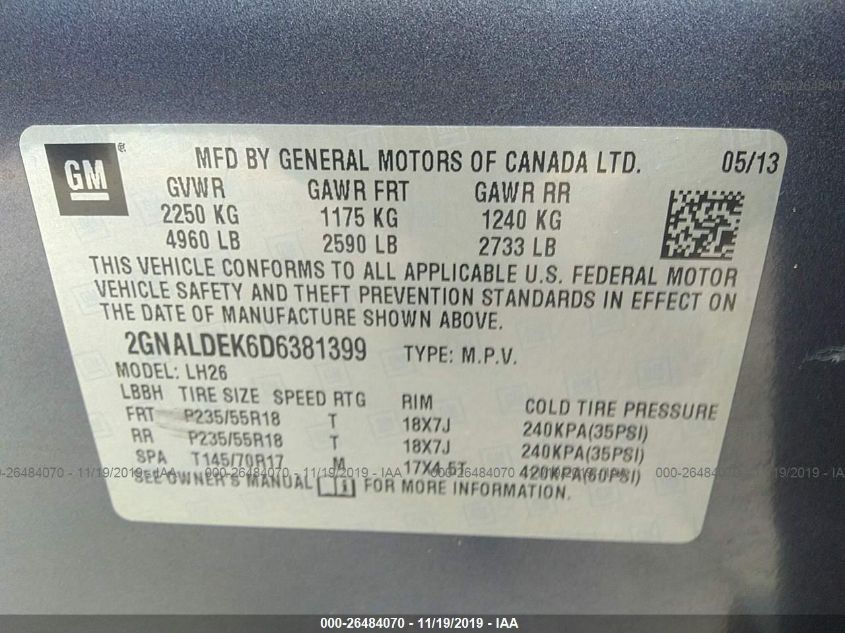 GM
MFD BY GENERAL MOTORS OF CANADA LTD. 05/13
GVWR GAWR FRT GAWR RR
2250 KG 1175 KG 1240 KG
4960 LB 2590 LB 2733 LB
THIS VEHICLE CONFORMS TO ALL APPLICABLE U.S. FEDERAL MOTOR
VEHICLE SAFETY AND THEFT PREVENTION STANDARDS IN EFFECT ON
THE DATE OF MANUFACTURE SHOWN ABOVE.
2GNALDEK6D6381399 TYPE: M.P.V.
MODEL: LH26
LBBH TIRE SIZE SPEED RTG RIM COLD TIRE PRESSURE
FRT P235/55R18 T 18X7J 240KPA(35PSI)
RR P235/55R18 T 18X7J 240KPA(35PSI)
SPA T145/70R17 M 17X4.5T 420KPA(60PSI)
SEE OWNER'S MANUAL FOR MORE INFORMATION.
000-26484070 - 11/19/2019 - IAA